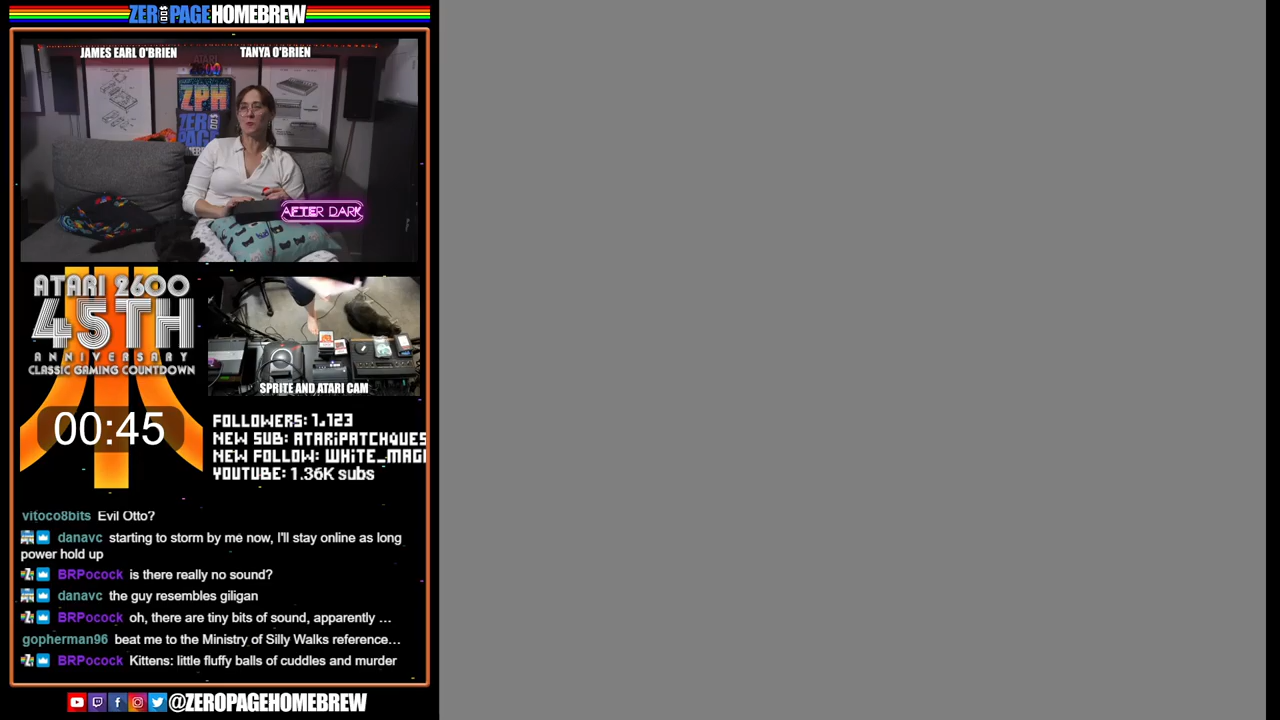 ZEROPAGEHOMEBREW
JAMES EARL O'BRIEN
TANYA O'BRIEN
ZPH
ZERO
PAGE
AFTER DARK
ATARI 2600
45TH
ANNIVERSARY
CLASSIC GAMING COUNTDOWN
00:45
SPRITE AND ATARI CAM
FOLLOWERS: 1,123
NEW SUB: ATARIPATCHQUES
NEW FOLLOW: WHITE_MAG
YOUTUBE: 1.36K subs
vitoco8bits Evil Otto?
danavc starting to storm by me now, I'll stay online as long
power hold up
BRPocock is there really no sound?
danavc the guy resembles giligan
BRPocock oh, there are tiny bits of sound, apparently …
gopherman96 beat me to the Ministry of Silly Walks reference…
BRPocock Kittens: little fluffy balls of cuddles and murder
@ZEROPAGEHOMEBREW